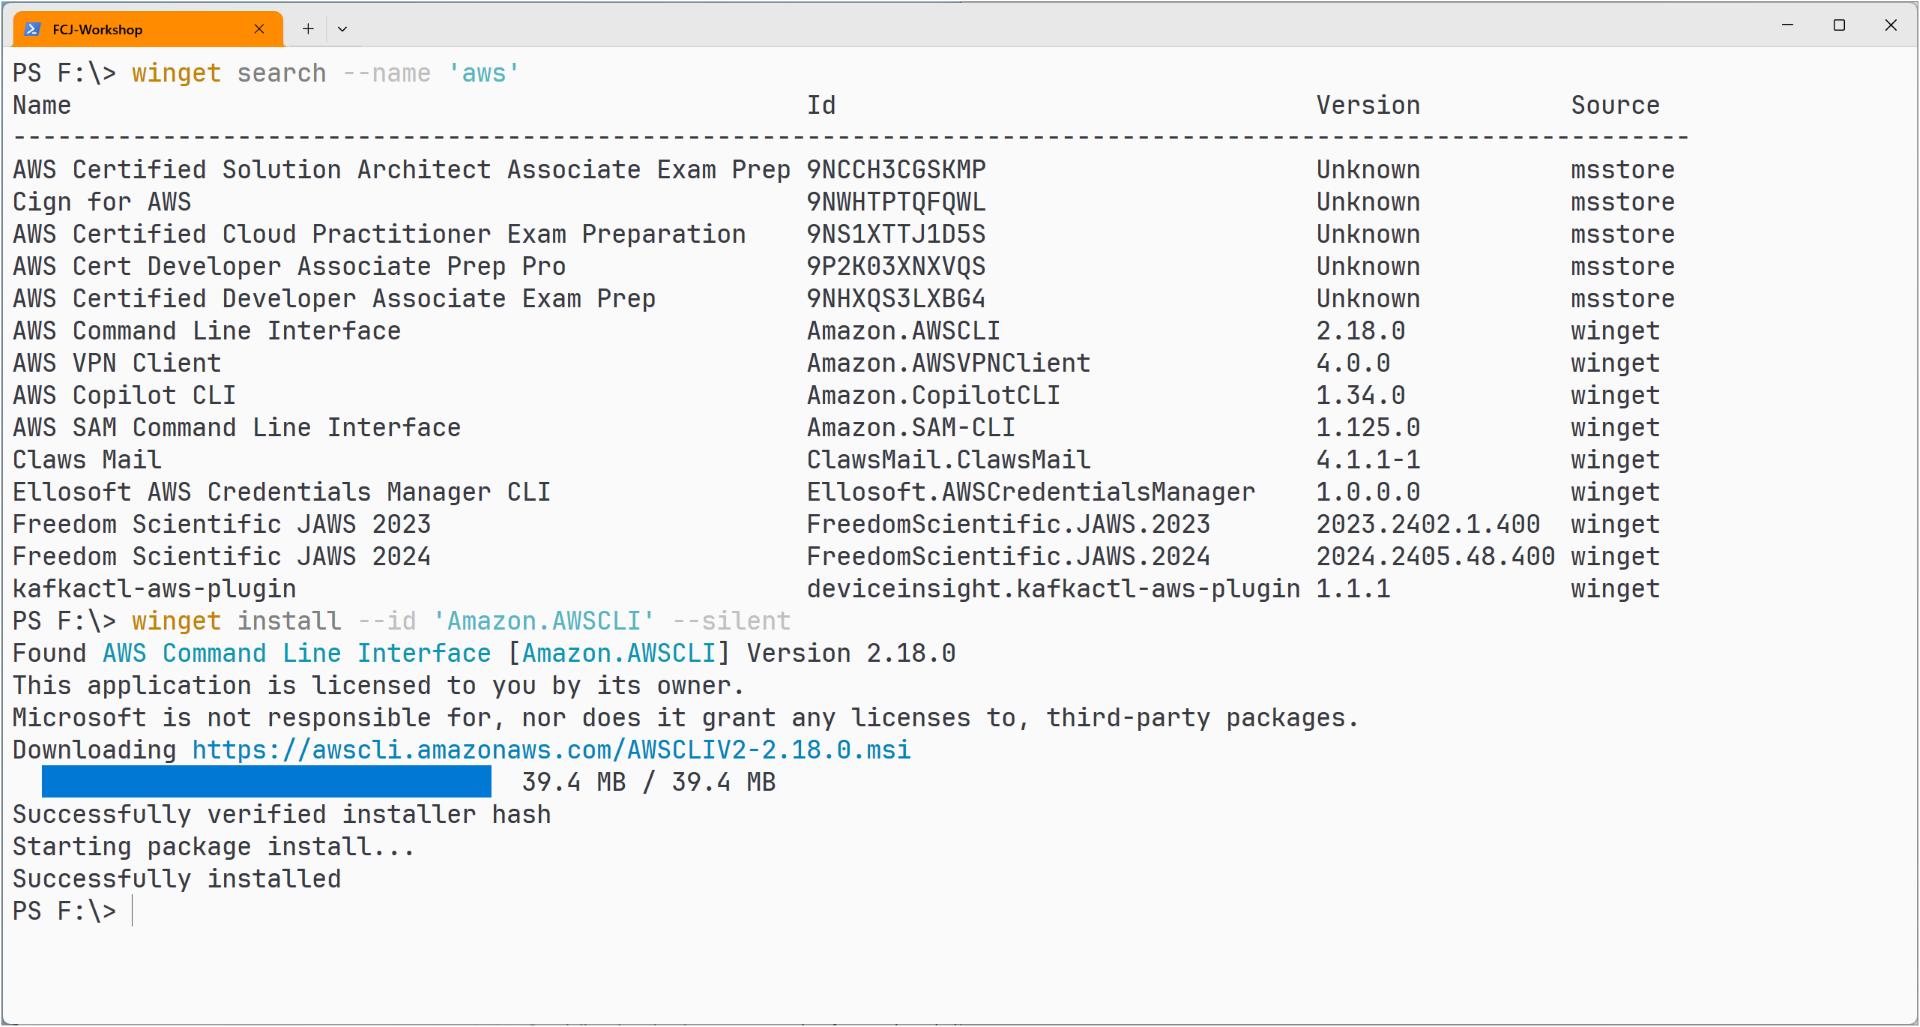 FCJ-Workshop
PS F:\> winget search --name 'aws'
Name Id Version Source
----------------------------------------------------------------------------------------------------------------
AWS Certified Solution Architect Associate Exam Prep 9NCCH3CGSKMP Unknown msstore
Cign for AWS 9NWHTPTQFQWL Unknown msstore
AWS Certified Cloud Practitioner Exam Preparation 9NS1XTTJ1D5S Unknown msstore
AWS Cert Developer Associate Prep Pro 9P2K03XNXVQS Unknown msstore
AWS Certified Developer Associate Exam Prep 9NHXQS3LXBG4 Unknown msstore
AWS Command Line Interface Amazon.AWSCLI 2.18.0 winget
AWS VPN Client Amazon.AWSVPNClient 4.0.0 winget
AWS Copilot CLI Amazon.CopilotCLI 1.34.0 winget
AWS SAM Command Line Interface Amazon.SAM-CLI 1.125.0 winget
Claws Mail ClawsMail.ClawsMail 4.1.1-1 winget
Ellosoft AWS Credentials Manager CLI Ellosoft.AWSCredentialsManager 1.0.0.0 winget
Freedom Scientific JAWS 2023 FreedomScientific.JAWS.2023 2023.2402.1.400 winget
Freedom Scientific JAWS 2024 FreedomScientific.JAWS.2024 2024.2405.48.400 winget
kafkactl-aws-plugin deviceinsight.kafkactl-aws-plugin 1.1.1 winget
PS F:\> winget install --id 'Amazon.AWSCLI' --silent
Found AWS Command Line Interface [Amazon.AWSCLI] Version 2.18.0
This application is licensed to you by its owner.
Microsoft is not responsible for, nor does it grant any licenses to, third-party packages.
Downloading https://awscli.amazonaws.com/AWSCLIV2-2.18.0.msi
39.4 MB / 39.4 MB
Successfully verified installer hash
Starting package install...
Successfully installed
PS F:\>